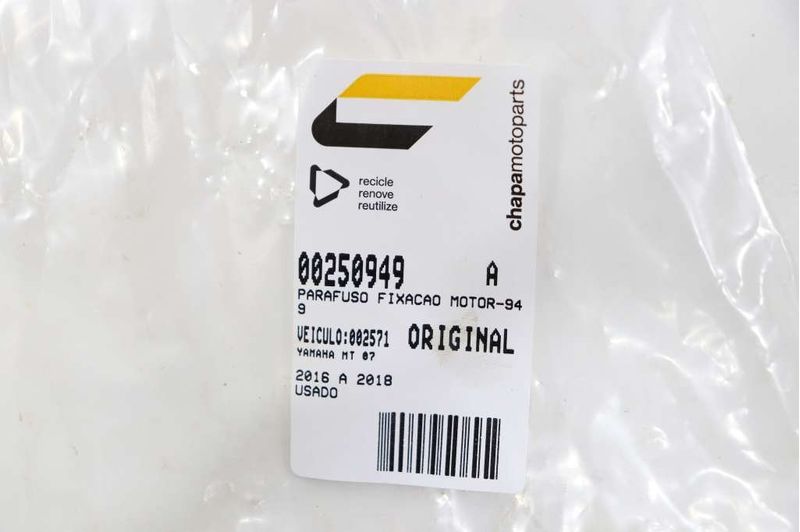 chapamotoparts
recicle
renove
reutilize
00250949 A
PARAFUSO FIXACAO MOTOR-94
9
VEICULO:002571 ORIGINAL
YAMAHA MT 07
2016 A 2018
USADO